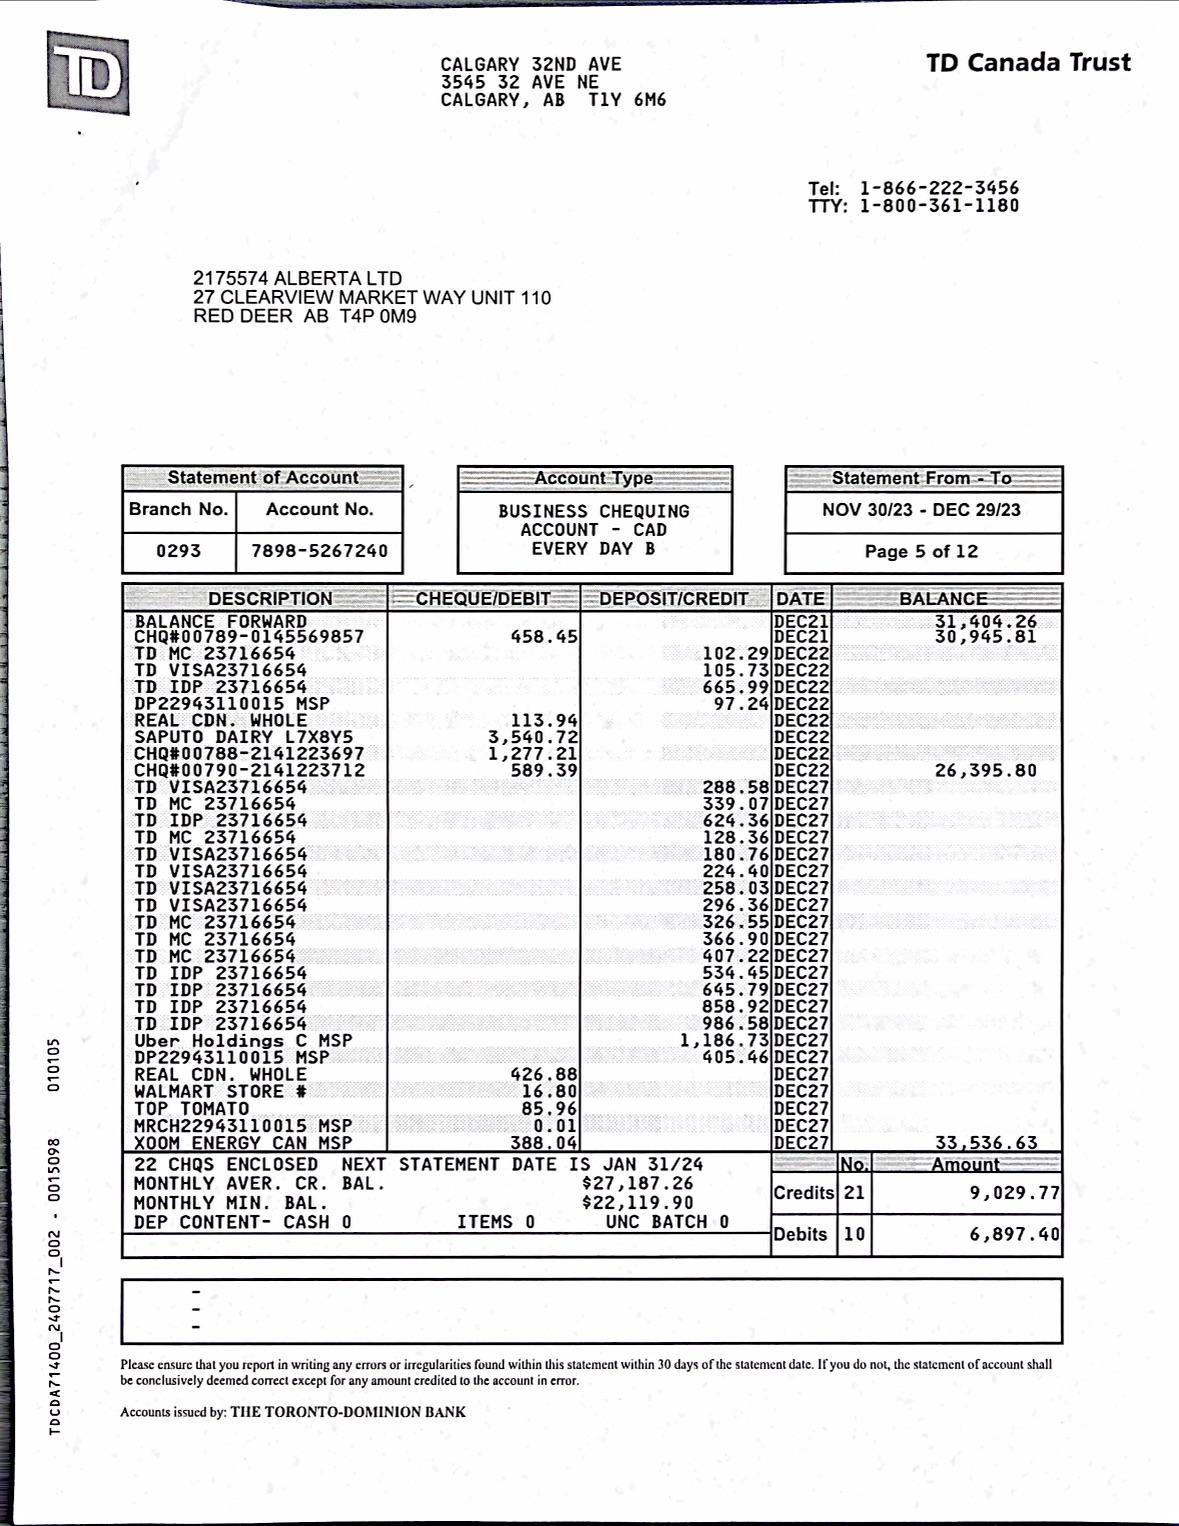 TD
CALGARY 32ND AVE
3545 32 AVE NE
CALGARY, AB T1Y 6M6
TD Canada Trust
Tel: 1-866-222-3456
TTY: 1-800-361-1180
2175574 ALBERTA LTD
27 CLEARVIEW MARKET WAY UNIT 110
RED DEER AB T4P 0M9
Statement of Account
Branch No. Account No.
0293 7898-5267240
Account Type
BUSINESS CHEQUING
ACCOUNT - CAD
EVERY DAY B
Statement From - To
NOV 30/23 - DEC 29/23
Page 5 of 12
DESCRIPTION CHEQUE/DEBIT DEPOSIT/CREDIT DATE BALANCE
BALANCE FORWARD DEC21 31,404.26
CHQ#00789-0145569857 458.45 DEC21 30,945.81
TD MC 23716654 102.29 DEC22
TD VISA23716654 105.73 DEC22
TD IDP 23716654 665.99 DEC22
DP22943110015 MSP 97.24 DEC22
REAL CDN. WHOLE 113.94 DEC22
SAPUTO DAIRY L7X8Y5 3,540.72 DEC22
CHQ#00788-2141223697 1,277.21 DEC22
CHQ#00790-2141223712 589.39 DEC22 26,395.80
TD VISA23716654 288.58 DEC27
TD MC 23716654 339.07 DEC27
TD IDP 23716654 624.36 DEC27
TD MC 23716654 128.36 DEC27
TD VISA23716654 180.76 DEC27
TD VISA23716654 224.40 DEC27
TD VISA23716654 258.03 DEC27
TD VISA23716654 296.36 DEC27
TD MC 23716654 326.55 DEC27
TD MC 23716654 366.90 DEC27
TD MC 23716654 407.22 DEC27
TD IDP 23716654 534.45 DEC27
TD IDP 23716654 645.79 DEC27
TD IDP 23716654 858.92 DEC27
TD IDP 23716654 986.58 DEC27
Uber Holdings C MSP 1,186.73 DEC27
DP22943110015 MSP 405.46 DEC27
REAL CDN. WHOLE 426.88 DEC27
WALMART STORE # 16.80 DEC27
TOP TOMATO 85.96 DEC27
MRCH22943110015 MSP 0.01 DEC27
XOOM ENERGY CAN MSP 388.04 DEC27 33,536.63
22 CHQS ENCLOSED NEXT STATEMENT DATE IS JAN 31/24
MONTHLY AVER. CR. BAL. $27,187.26
MONTHLY MIN. BAL. $22,119.90
DEP CONTENT- CASH 0 ITEMS 0 UNC BATCH 0
No. Amount
Credits 21 9,029.77
Debits 10 6,897.40
-
-
-
Please ensure that you report in writing any errors or irregularities found within this statement within 30 days of the statement date. If you do not, the statement of account shall
be conclusively deemed correct except for any amount credited to the account in error.
Accounts issued by: THE TORONTO-DOMINION BANK
TDCDA71400_2407717_002 - 0015098 010105